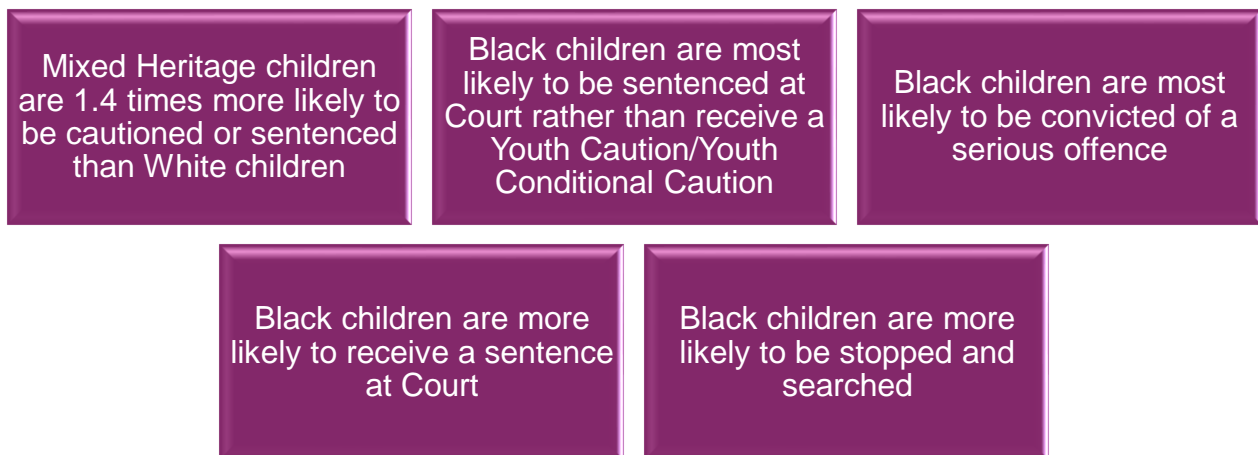 Mixed Heritage children
are 1.4 times more likely to
be cautioned or sentenced
than White children
Black children are most
likely to be sentenced at
Court rather than receive a
Youth Caution/Youth
Conditional Caution
Black children are most
likely to be convicted of a
serious offence
Black children are more
likely to receive a sentence
at Court
Black children are more
likely to be stopped and
searched